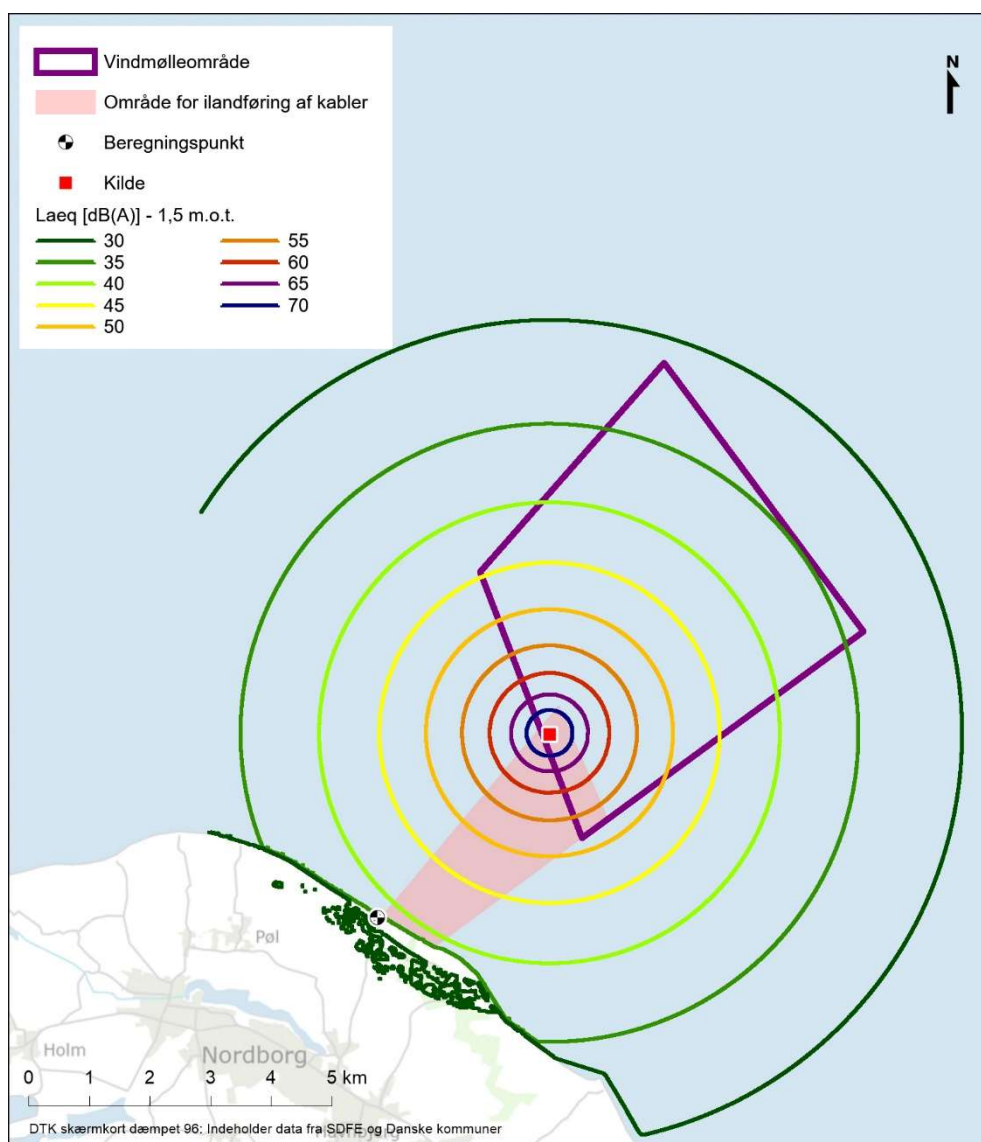 Vindmølleområde
Område for ilandføring af kabler
Beregningspunkt
Kilde
Laeq [dB(A)] - 1,5 m.o.t.
30
35
40
45
50
55
60
65
70
N
Pøl
Holm
Nordborg
0 1 2 3 4 5 km
DTK skærmkort dæmpet 96: Indeholder data fra SDFE og Danske kommuner